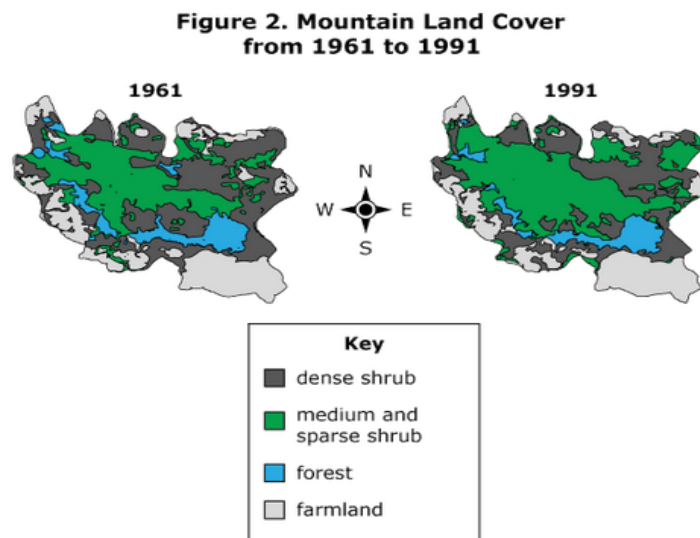 Figure 2. Mountain Land Cover
from 1961 to 1991
1961
1991
N
W
E
S
Key
dense shrub
medium and
sparse shrub
forest
farmland